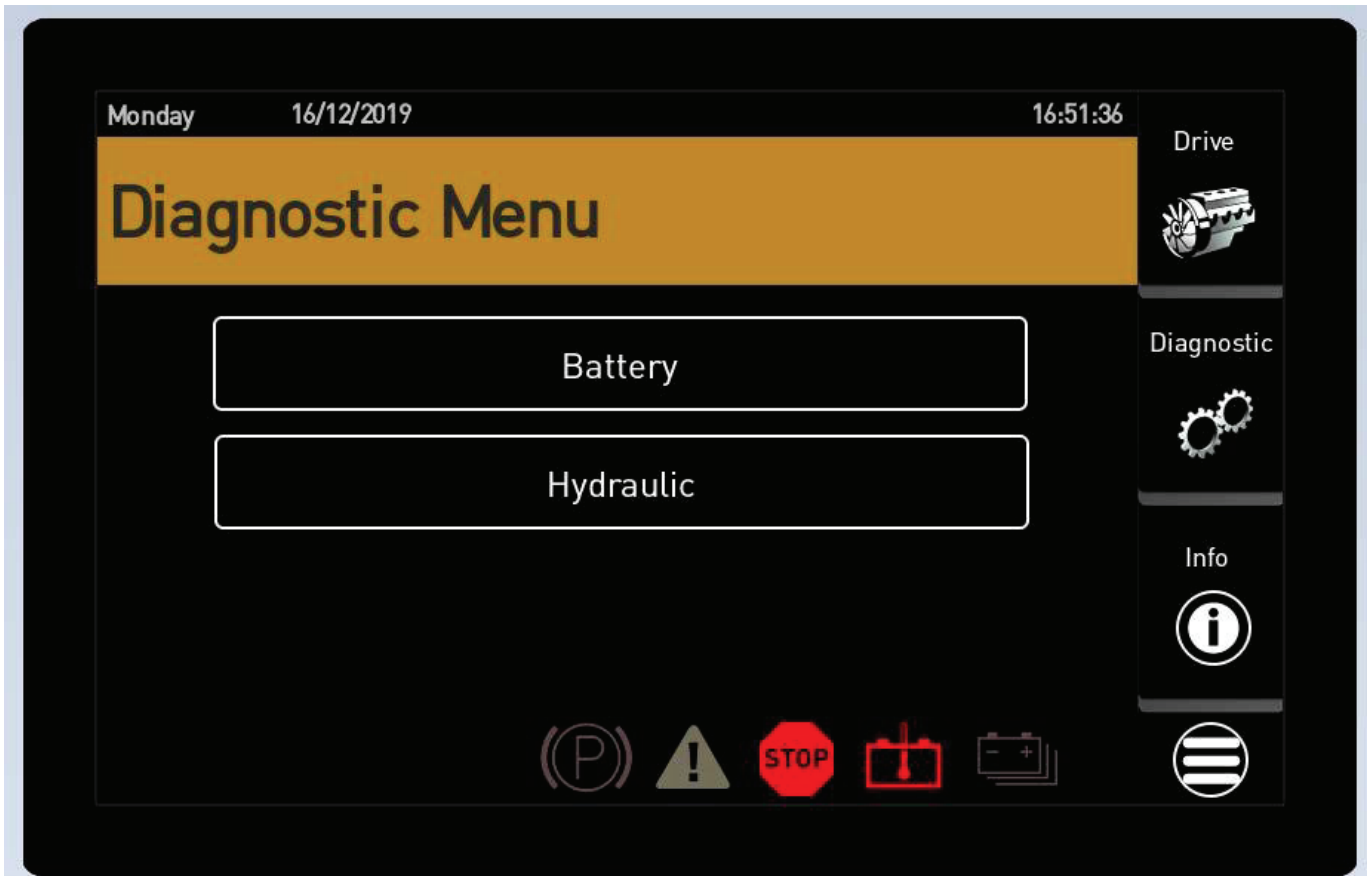 Monday 16/12/2019 16:51:36
Diagnostic Menu
Battery
Hydraulic
Drive
Diagnostic
Info
i
P
!
STOP
- +